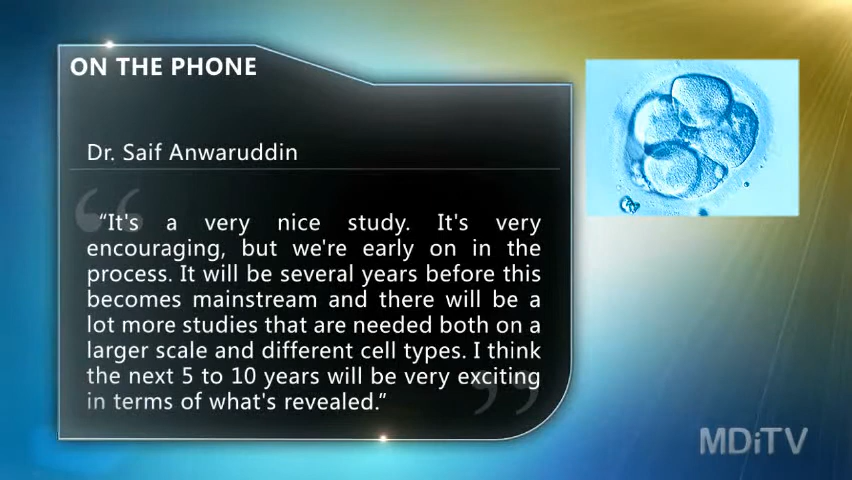 ON THE PHONE
Dr. Saif Anwaruddin
“It's a very nice study. It's very
encouraging, but we're early on in the
process. It will be several years before this
becomes mainstream and there will be a
lot more studies that are needed both on a
larger scale and different cell types. I think
the next 5 to 10 years will be very exciting
in terms of what's revealed.”
MDiTV